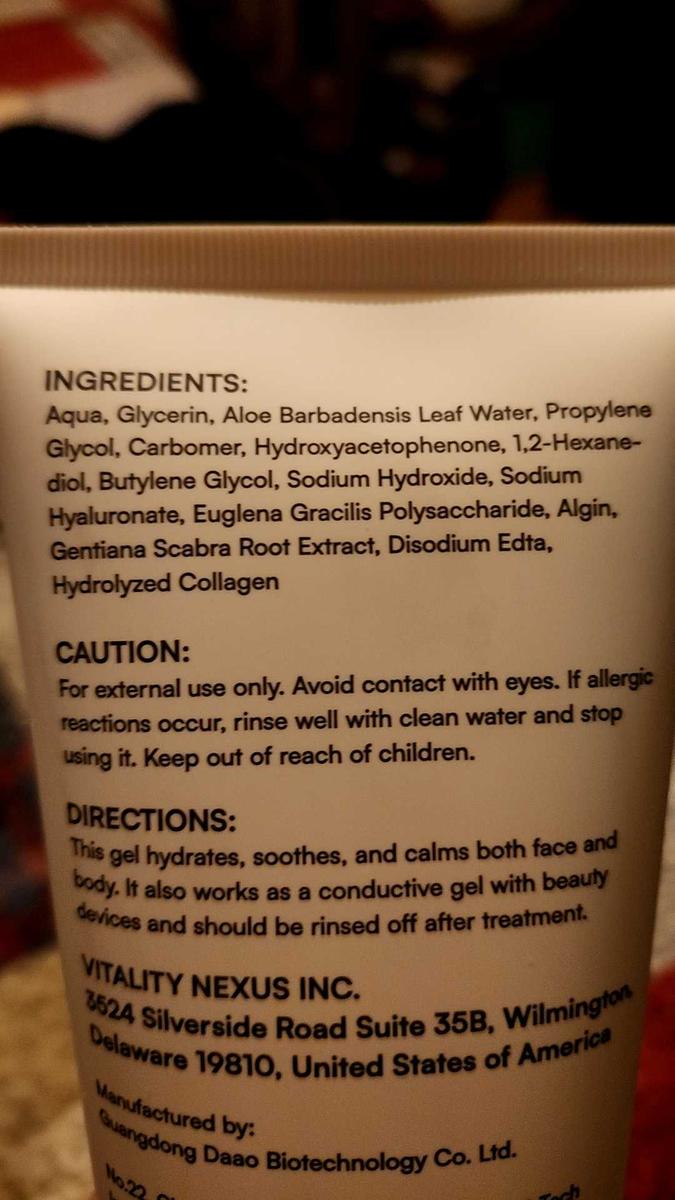 INGREDIENTS:
Aqua, Glycerin, Aloe Barbadensis Leaf Water, Propylene
Glycol, Carbomer, Hydroxyacetophenone, 1,2-Hexane-
diol, Butylene Glycol, Sodium Hydroxide, Sodium
Hyaluronate, Euglena Gracilis Polysaccharide, Algin,
Gentiana Scabra Root Extract, Disodium Edta,
Hydrolyzed Collagen
CAUTION:
For external use only. Avoid contact with eyes. If allergic
reactions occur, rinse well with clean water and stop
using it. Keep out of reach of children.
DIRECTIONS:
This gel hydrates, soothes, and calms both face and
body. It also works as a conductive gel with beauty
devices and should be rinsed off after treatment.
VITALITY NEXUS INC.
3524 Silverside Road Suite 35B, Wilmington
Delaware 19810, United States of America
Manufactured by:
Guangdong Daao Biotechnology Co. Ltd.
No.22